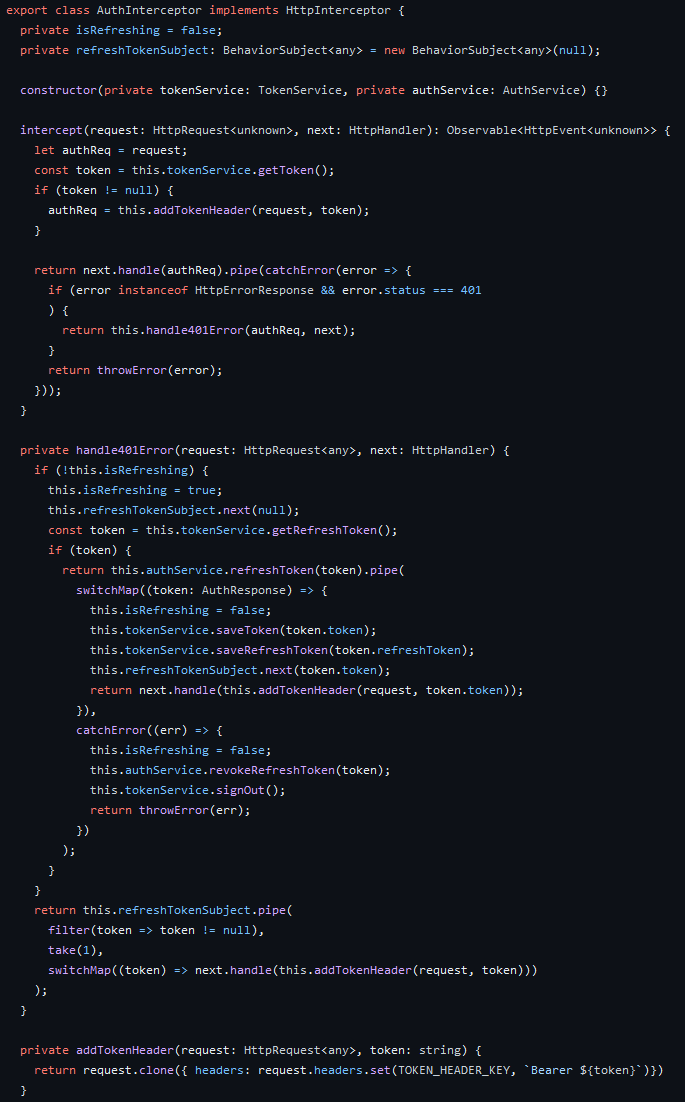 export class AuthInterceptor implements HttpInterceptor {
  private isRefreshing = false;
  private refreshTokenSubject: BehaviorSubject<any> = new BehaviorSubject<any>(null);

  constructor(private tokenService: TokenService, private authService: AuthService) {}

  intercept(request: HttpRequest<unknown>, next: HttpHandler): Observable<HttpEvent<unknown>> {
    let authReq = request;
    const token = this.tokenService.getToken();
    if (token != null) {
      authReq = this.addTokenHeader(request, token);
    }

    return next.handle(authReq).pipe(catchError(error => {
      if (error instanceof HttpErrorResponse && error.status === 401
      ) {
        return this.handle401Error(authReq, next);
      }
      return throwError(error);
    }));
  }

  private handle401Error(request: HttpRequest<any>, next: HttpHandler) {
    if (!this.isRefreshing) {
      this.isRefreshing = true;
      this.refreshTokenSubject.next(null);
      const token = this.tokenService.getRefreshToken();
      if (token) {
        return this.authService.refreshToken(token).pipe(
          switchMap((token: AuthResponse) => {
            this.isRefreshing = false;
            this.tokenService.saveToken(token.token);
            this.tokenService.saveRefreshToken(token.refreshToken);
            this.refreshTokenSubject.next(token.token);
            return next.handle(this.addTokenHeader(request, token.token));
          }),
          catchError((err) => {
            this.isRefreshing = false;
            this.authService.revokeRefreshToken(token);
            this.tokenService.signOut();
            return throwError(err);
          })
        );
      }
    }
    return this.refreshTokenSubject.pipe(
      filter(token => token != null),
      take(1),
      switchMap((token) => next.handle(this.addTokenHeader(request, token)))
    );
  }

  private addTokenHeader(request: HttpRequest<any>, token: string) {
    return request.clone({ headers: request.headers.set(TOKEN_HEADER_KEY, `Bearer ${token}`)})
  }